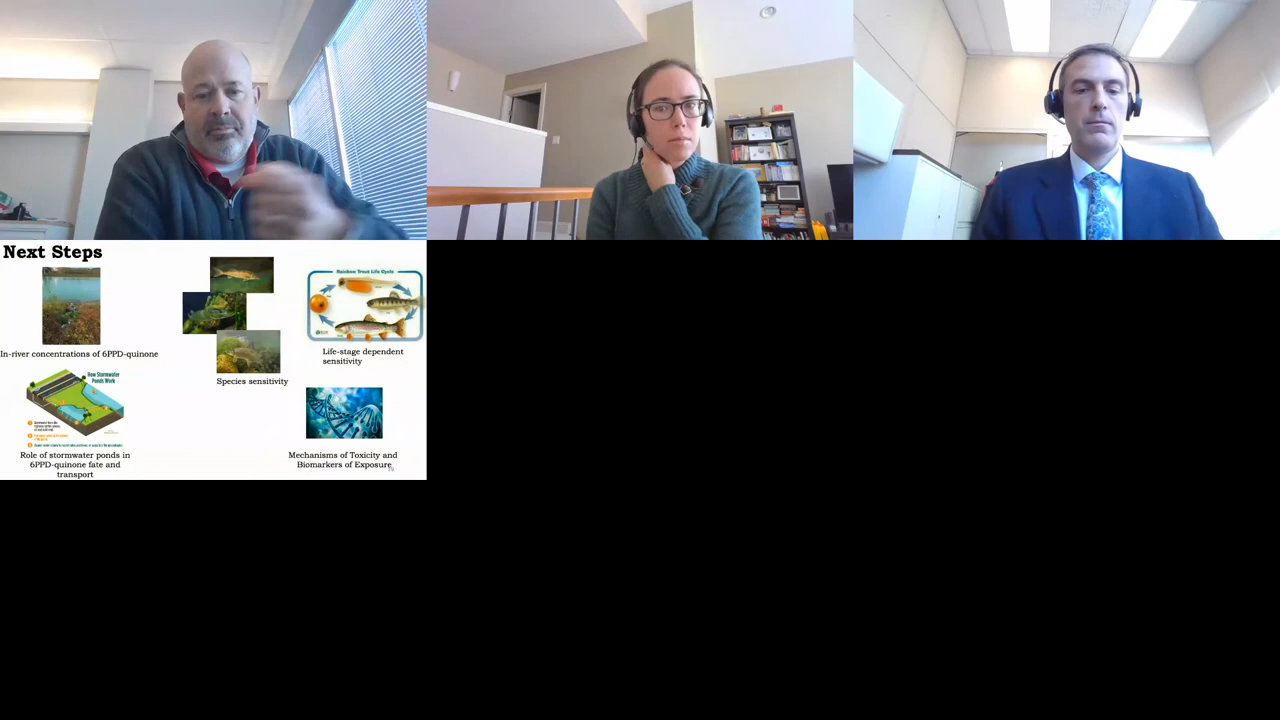 Next Steps
Rainbow Trout Life Cycle
In-river concentrations of 6PPD-quinone
Life-stage dependent
sensitivity
Species sensitivity
How Stormwater
Ponds Work
Role of stormwater ponds in
6PPD-quinone fate and
transport
Mechanisms of Toxicity and
Biomarkers of Exposure